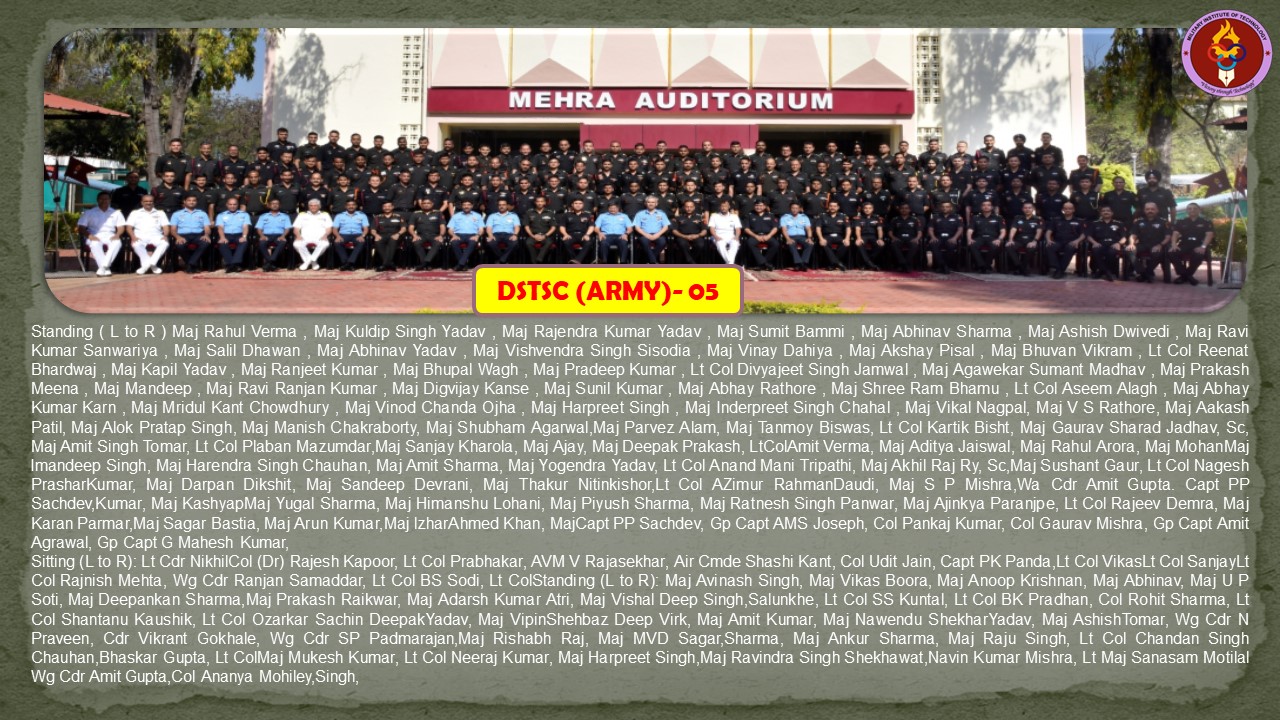 MILITARY INSTITUTE OF TECHNOLOGY
MEHRA AUDITORIUM
DSTSC (ARMY)- 05
Standing ( L to R ) Maj Rahul Verma , Maj Kuldip Singh Yadav , Maj Rajendra Kumar Yadav , Maj Sumit Bammi , Maj Abhinav Sharma , Maj Ashish Dwivedi , Maj Ravi
Kumar Sanwariya , Maj Salil Dhawan , Maj Abhinav Yadav , Maj Vishvendra Singh Sisodia , Maj Vinay Dahiya , Maj Akshay Pisal , Maj Bhuvan Vikram , Lt Col Reenat
Bhardwaj , Maj Kapil Yadav , Maj Ranjeet Kumar , Maj Bhupal Wagh , Maj Pradeep Kumar , Lt Col Divyajeet Singh Jamwal , Maj Agawekar Sumant Madhav , Maj Prakash
Meena , Maj Mandeep , Maj Ravi Ranjan Kumar , Maj Digvijay Kanse , Maj Sunil Kumar , Maj Abhay Rathore , Maj Shree Ram Bhamu , Lt Col Aseem Alagh , Maj Abhay
Kumar Karn , Maj Mridul Kant Chowdhury , Maj Vinod Chanda Ojha , Maj Harpreet Singh , Maj Inderpreet Singh Chahal , Maj Vikal Nagpal, Maj V S Rathore, Maj Aakash
Patil, Maj Alok Pratap Singh, Maj Manish Chakraborty, Maj Shubham Agarwal,Maj Parvez Alam, Maj Tanmoy Biswas, Lt Col Kartik Bisht, Maj Gaurav Sharad Jadhav, Sc,
Maj Amit Singh Tomar, Lt Col Plaban Mazumdar,Maj Sanjay Kharola, Maj Ajay, Maj Deepak Prakash, LtColAmit Verma, Maj Aditya Jaiswal, Maj Rahul Arora, Maj MohanMaj
Imandeep Singh, Maj Harendra Singh Chauhan, Maj Amit Sharma, Maj Yogendra Yadav, Lt Col Anand Mani Tripathi, Maj Akhil Raj Ry, Sc,Maj Sushant Gaur, Lt Col Nagesh
PrasharKumar, Maj Darpan Dikshit, Maj Sandeep Devrani, Maj Thakur Nitinkishor,Lt Col AZimur RahmanDaudi, Maj S P Mishra,Wa Cdr Amit Gupta. Capt PP
Sachdev,Kumar, Maj KashyapMaj Yugal Sharma, Maj Himanshu Lohani, Maj Piyush Sharma, Maj Ratnesh Singh Panwar, Maj Ajinkya Paranjpe, Lt Col Rajeev Demra, Maj
Karan Parmar,Maj Sagar Bastia, Maj Arun Kumar,Maj IzharAhmed Khan, MajCapt PP Sachdev, Gp Capt AMS Joseph, Col Pankaj Kumar, Col Gaurav Mishra, Gp Capt Amit
Agrawal, Gp Capt G Mahesh Kumar,
Sitting (L to R): Lt Cdr NikhilCol (Dr) Rajesh Kapoor, Lt Col Prabhakar, AVM V Rajasekhar, Air Cmde Shashi Kant, Col Udit Jain, Capt PK Panda,Lt Col VikasLt Col SanjayLt
Col Rajnish Mehta, Wg Cdr Ranjan Samaddar, Lt Col BS Sodi, Lt ColStanding (L to R): Maj Avinash Singh, Maj Vikas Boora, Maj Anoop Krishnan, Maj Abhinav, Maj U P
Soti, Maj Deepankan Sharma,Maj Prakash Raikwar, Maj Adarsh Kumar Atri, Maj Vishal Deep Singh,Salunkhe, Lt Col SS Kuntal, Lt Col BK Pradhan, Col Rohit Sharma, Lt
Col Shantanu Kaushik, Lt Col Ozarkar Sachin DeepakYadav, Maj VipinShehbaz Deep Virk, Maj Amit Kumar, Maj Nawendu ShekharYadav, Maj AshishTomar, Wg Cdr N
Praveen, Cdr Vikrant Gokhale, Wg Cdr SP Padmarajan,Maj Rishabh Raj, Maj MVD Sagar,Sharma, Maj Ankur Sharma, Maj Raju Singh, Lt Col Chandan Singh
Chauhan,Bhaskar Gupta, Lt ColMaj Mukesh Kumar, Lt Col Neeraj Kumar, Maj Harpreet Singh,Maj Ravindra Singh Shekhawat,Navin Kumar Mishra, Lt Maj Sanasam Motilal
Wg Cdr Amit Gupta,Col Ananya Mohiley,Singh,